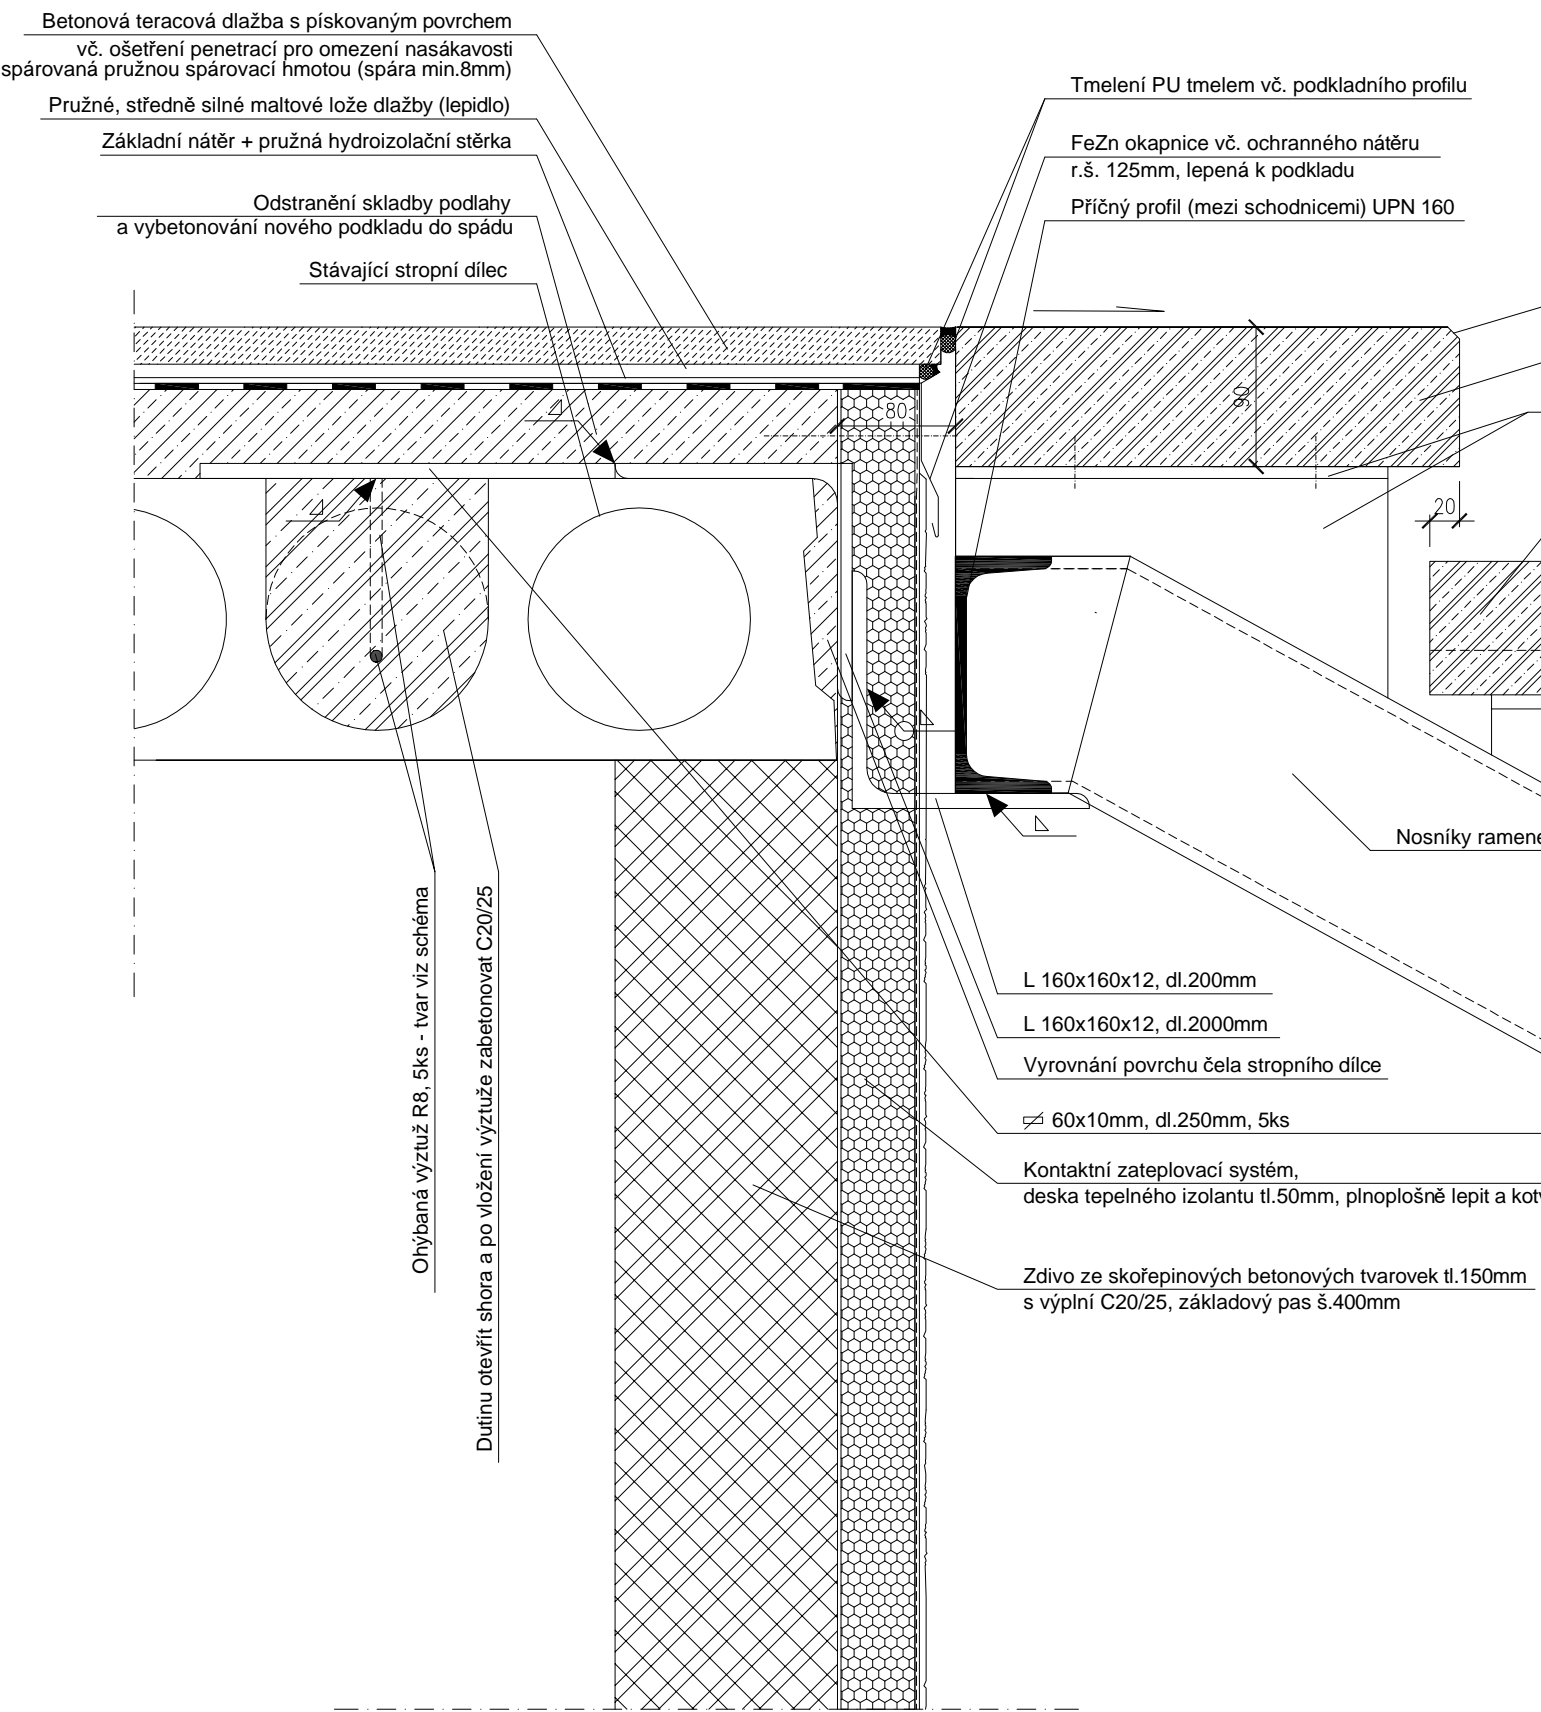 Betonová teracová dlažba s pískovaným povrchem
vč. ošetření penetrací pro omezení nasákavosti
spárovaná pružnou spárovací hmotou (spára min.8mm)
Pružné, středně silné maltové lože dlažby (lepidlo)
Základní nátěr + pružná hydroizolační stěrka
Odstranění skladby podlahy
a vybetonování nového podkladu do spádu
Stávající stropní dílec
Tmelení PU tmelem vč. podkladního profilu
FeZn okapnice vč. ochranného nátěru
r.š. 125mm, lepená k podkladu
Příčný profil (mezi schodnicemi) UPN 160
80
90
20
Nosníky ramene
L 160x160x12, dl.200mm
L 160x160x12, dl.2000mm
Vyrovnání povrchu čela stropního dílce
60x10mm, dl.250mm, 5ks
Kontaktní zateplovací systém,
deska tepelného izolantu tl.50mm, plnoplošně lepit a
Zdivo ze skořepinových betonových tvarovek tl.150mm
s výplní C20/25, základový pas š.400mm
Ohýbaná výztuž R8, 5ks - tvar viz schéma
Dutinu otevřít shora a po vložení výztuže zabetonovat C20/25